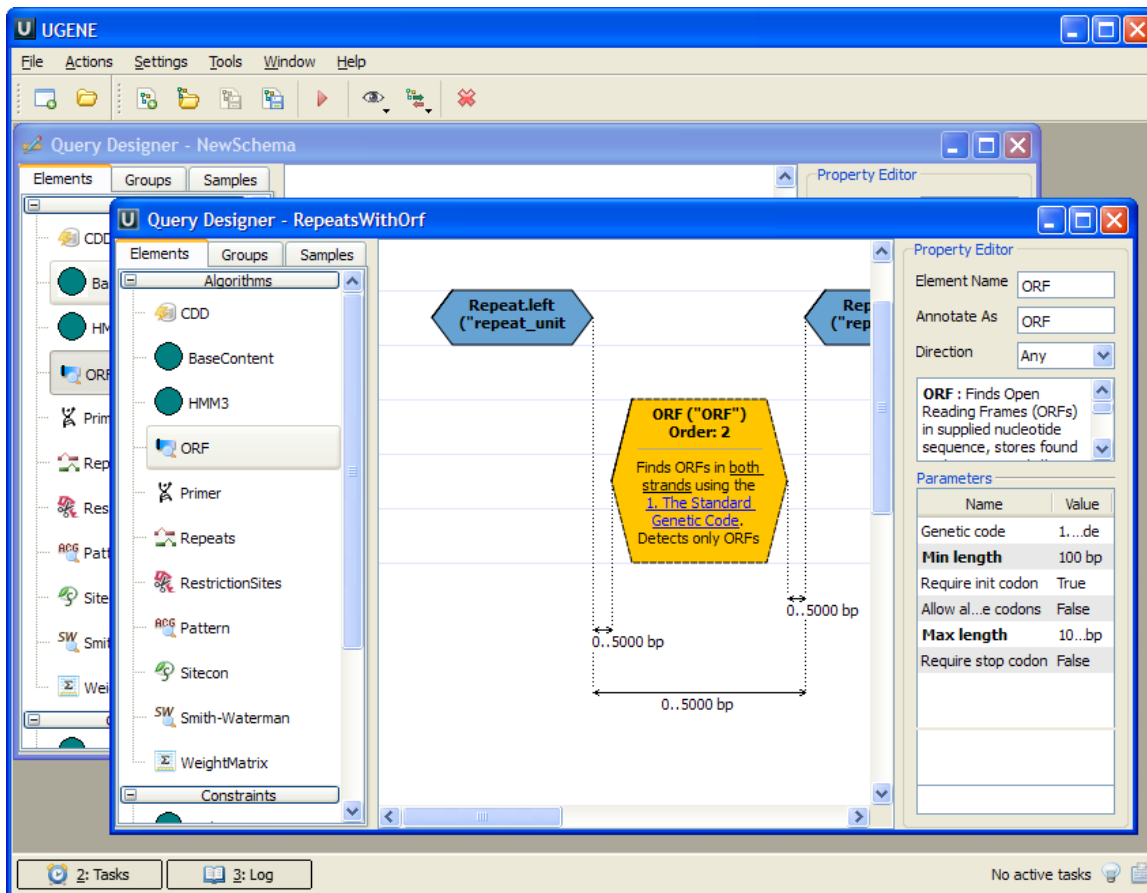 UGENE
File Actions Settings Tools Window Help
Query Designer - NewSchema
Elements Groups Samples
Property Editor
CDD
Ba
HM
ORF
Prim
Rep
Res
Patt
Site
Smit
Wei
Query Designer - RepeatsWithOrf
Elements Groups Samples
Algorithms
CDD
BaseContent
HMM3
ORF
Primer
Repeats
RestrictionSites
Pattern
Sitecon
Smith-Waterman
WeightMatrix
Constraints
Repeat.left
("repeat_unit
Rep
("rep
ORF ("ORF")
Order: 2
Finds ORFs in both
strands using the
1. The Standard
Genetic Code.
Detects only ORFs
0..5000 bp
0..5000 bp
0..5000 bp
Property Editor
Element Name ORF
Annotate As ORF
Direction Any
ORF : Finds Open
Reading Frames (ORFs)
in supplied nucleotide
sequence, stores found
Parameters
Name Value
Genetic code 1....de
Min length 100 bp
Require init codon True
Allow al...e codons False
Max length 10...bp
Require stop codon False
2: Tasks 3: Log No active tasks